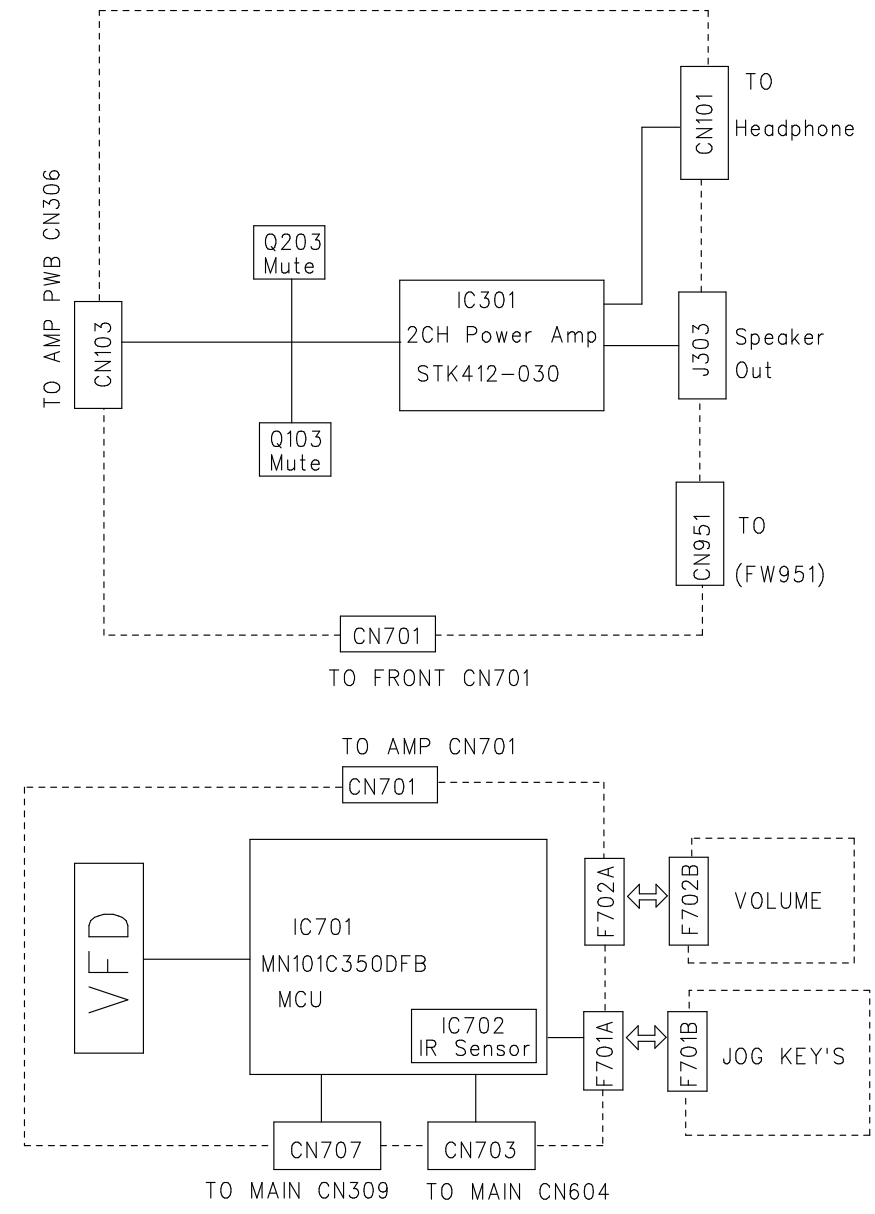 TO
CN101
Headphone
TO AMP PWB CN306
Q203
Mute
IC301
CN103
2CH Power Amp
STK412-030
J303
Speaker
Out
Q103
Mute
CN951
TO
(FW951)
CN701
TO FRONT CN701
TO AMP CN701
CN701
VFD
IC701
MN101C350DFB
MCU
IC702
IR Sensor
F702A
F702B
VOLUME
F701A
F701B
JOG KEY'S
CN707
CN703
TO MAIN CN309
TO MAIN CN604